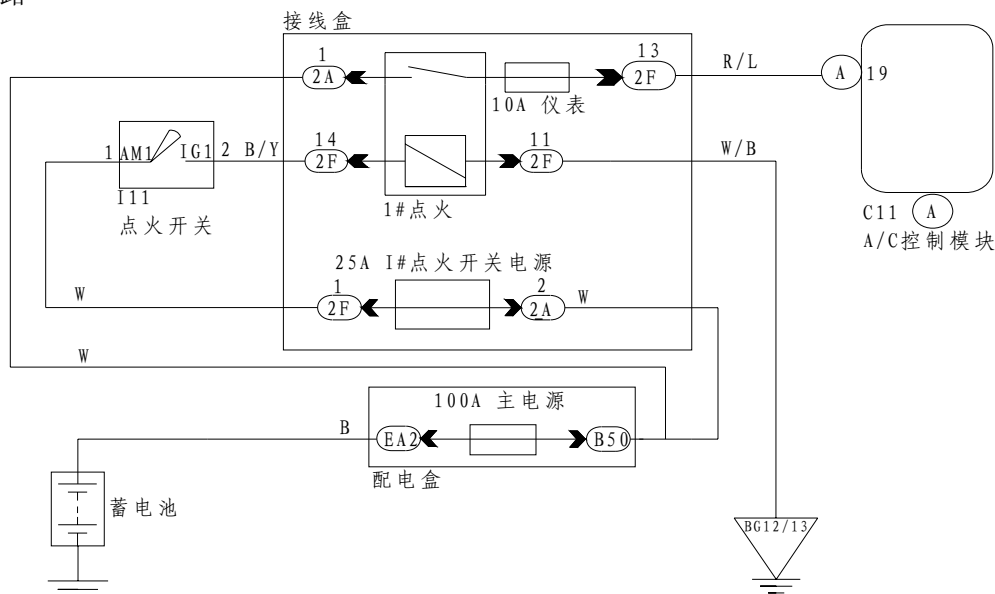 路
接线盒
1
2A
13
2F
10A 仪表
R/L
A
19
14
2F
11
2F
1#点火
W/B
1 AM1 IG1 2 B/Y
I11
点火开关
C11 A
A/C控制模块
25A I#点火开关电源
1
2F
2
2A
W
W
W
100A 主电源
B
EA2
B50
配电盒
蓄电池
BG12/13